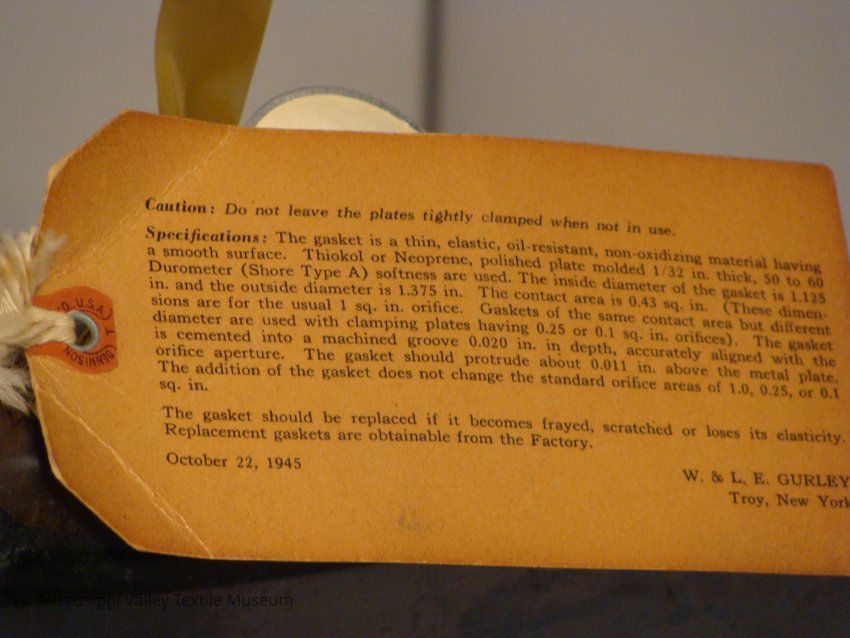 Caution: Do not leave the plates tightly clamped when not in use.
Specifications: The gasket is a thin, elastic, oil-resistant, non-oxidizing material having
a smooth surface. Thiokol or Neoprene, polished plate molded 1/32 in. thick, 50 to 60
Durometer (Shore Type A) softness are used. The inside diameter of the gasket is 1.125
in. and the outside diameter is 1.375 in. The contact area is 0.43 sq. in. (These dimen-
sions are for the usual 1 sq. in. orifice. Gaskets of the same contact area but different
diameter are used with clamping plates having 0.25 or 0.1 sq. in. orifices). The gasket
is cemented into a machined groove 0.020 in. in depth, accurately aligned with the
orifice aperture. The gasket should protrude about 0.011 in. above the metal plate.
The addition of the gasket does not change the standard orifice areas of 1.0, 0.25, or 0.1
sq. in.
The gasket should be replaced if it becomes frayed, scratched or loses its elasticity.
Replacement gaskets are obtainable from the Factory.
October 22, 1945
W. & L. E. GURLEY
Troy, New York
U.S.A.
DENNISON
Mississippi Valley Textile Museum